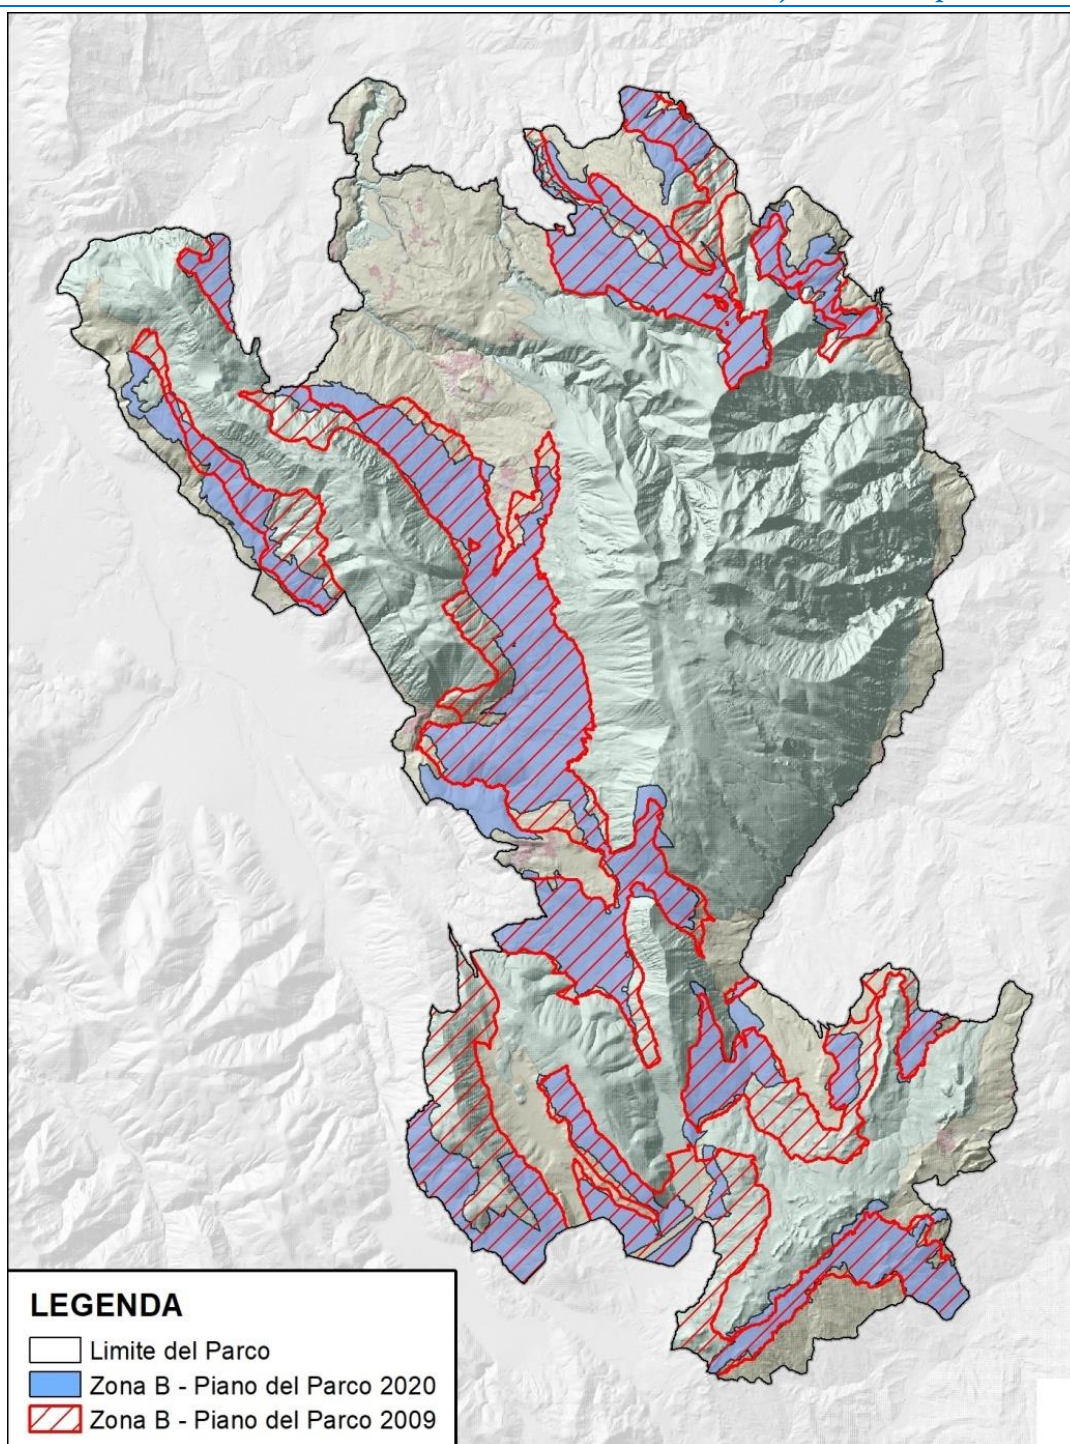 LEGENDA
Limite del Parco
Zona B - Piano del Parco 2020
Zona B - Piano del Parco 2009